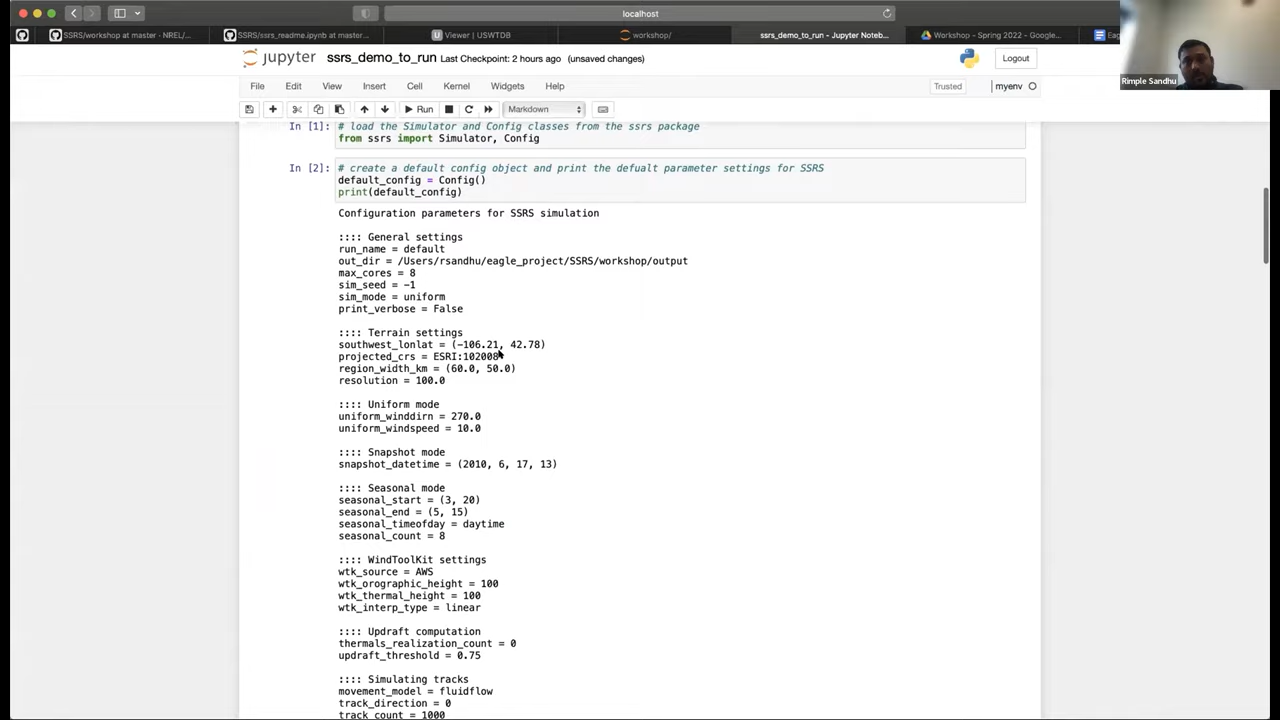 localhost
SSRS/workshop at master · NREL/...
SSRS/ssrs_readme.ipynb at master...
Viewer | USWTDB
workshop/
ssrs_demo_to_run - Jupyter Noteb...
Workshop – Spring 2022 – Google...
Eag
Rimple Sandhu
jupyter ssrs_demo_to_run Last Checkpoint: 2 hours ago (unsaved changes)
Logout
File Edit View Insert Cell Kernel Widgets Help
Trusted
myenv
Run
Markdown
In [1]: # load the Simulator and Config classes from the ssrs package
from ssrs import Simulator, Config
In [2]: # create a default config object and print the defualt parameter settings for SSRS
default_config = Config()
print(default_config)
Configuration parameters for SSRS simulation
:::: General settings
run_name = default
out_dir = /Users/rsandhu/eagle_project/SSRS/workshop/output
max_cores = 8
sim_seed = -1
sim_mode = uniform
print_verbose = False
:::: Terrain settings
southwest_lonlat = (-106.21, 42.78)
projected_crs = ESRI:102008
region_width_km = (60.0, 50.0)
resolution = 100.0
:::: Uniform mode
uniform_winddirn = 270.0
uniform_windspeed = 10.0
:::: Snapshot mode
snapshot_datetime = (2010, 6, 17, 13)
:::: Seasonal mode
seasonal_start = (3, 20)
seasonal_end = (5, 15)
seasonal_timeofday = daytime
seasonal_count = 8
:::: WindToolKit settings
wtk_source = AWS
wtk_orographic_height = 100
wtk_thermal_height = 100
wtk_interp_type = linear
:::: Updraft computation
thermals_realization_count = 0
updraft_threshold = 0.75
:::: Simulating tracks
movement_model = fluidflow
track_direction = 0
track_count = 1000